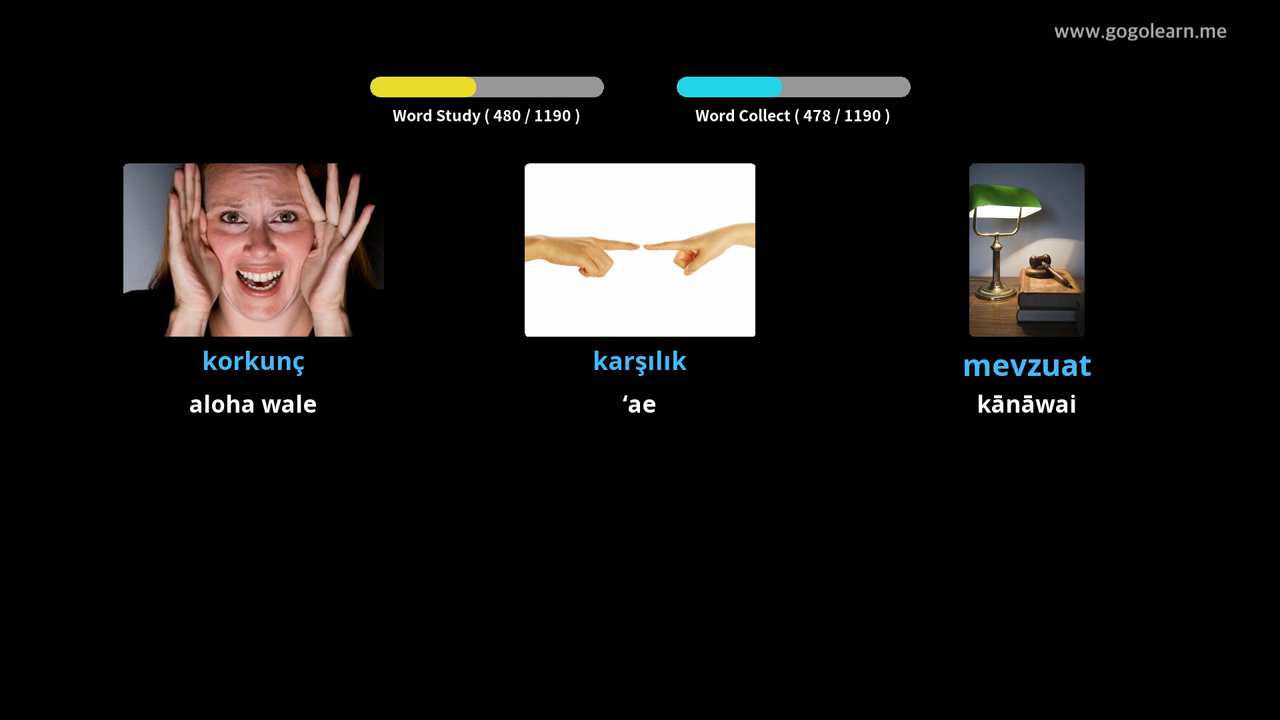 www.gogolearn.me
Word Study ( 480 / 1190 )
Word Collect ( 478 / 1190 )
korkunç
karşılık
mevzuat
aloha wale
ʻae
kānāwai